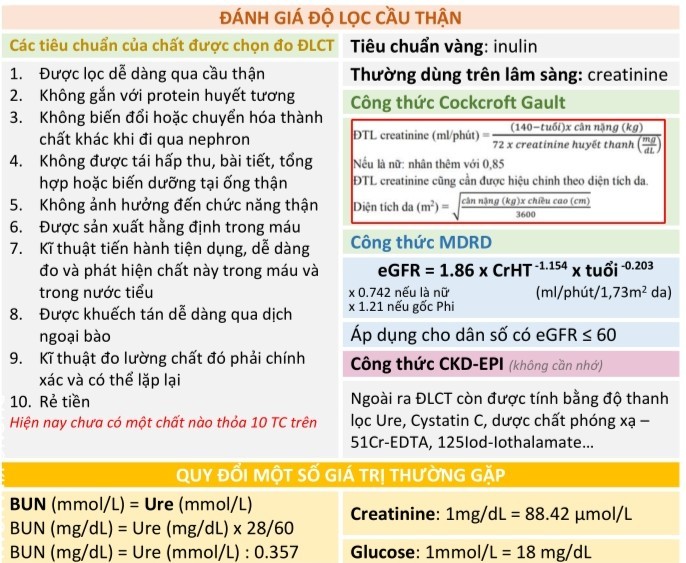 ĐÁNH GIÁ ĐỘ LỌC CẦU THẬN
Các tiêu chuẩn của chất được chọn đo ĐLCT
1. Được lọc dễ dàng qua cầu thận
2. Không gắn với protein huyết tương
3. Không biến đổi hoặc chuyển hóa thành
chất khác khi đi qua nephron
4. Không được tái hấp thu, bài tiết, tổng
hợp hoặc biến dưỡng tại ống thận
5. Không ảnh hưởng đến chức năng thận
6. Được sản xuất hằng định trong máu
7. Kĩ thuật tiến hành tiện dụng, dễ dàng
đo và phát hiện chất này trong máu và
trong nước tiểu
8. Được khuếch tán dễ dàng qua dịch
ngoại bào
9. Kĩ thuật đo lường chất đó phải chính
xác và có thể lặp lại
10. Rẻ tiền
Hiện nay chưa có một chất nào thỏa 10 TC trên
Tiêu chuẩn vàng: inulin
Thường dùng trên lâm sàng: creatinine
Công thức Cockcroft Gault
ĐTL creatinine (ml/phút) = (140−tuổi)x cân nặng (kg) / 72 x creatinine huyết thanh (mg/dL)
Nếu là nữ: nhân thêm với 0,85
ĐTL creatinine cũng cần được hiệu chỉnh theo diện tích da.
Diện tích da (m²) = √(cân nặng (kg)x chiều cao (cm) / 3600)
Công thức MDRD
eGFR = 1.86 x CrHT -1.154 x tuổi -0.203
x 0.742 nếu là nữ (ml/phút/1,73m² da)
x 1.21 nếu gốc Phi
Áp dụng cho dân số có eGFR ≤ 60
Công thức CKD-EPI (không cần nhớ)
Ngoài ra ĐLCT còn được tính bằng độ thanh
lọc Ure, Cystatin C, dược chất phóng xạ –
51Cr-EDTA, 125Iod-Iothalamate...
QUY ĐỔI MỘT SỐ GIÁ TRỊ THƯỜNG GẶP
BUN (mmol/L) = Ure (mmol/L)
BUN (mg/dL) = Ure (mg/dL) x 28/60
BUN (mg/dL) = Ure (mmol/L) : 0.357
Creatinine: 1mg/dL = 88.42 μmol/L
Glucose: 1mmol/L = 18 mg/dL